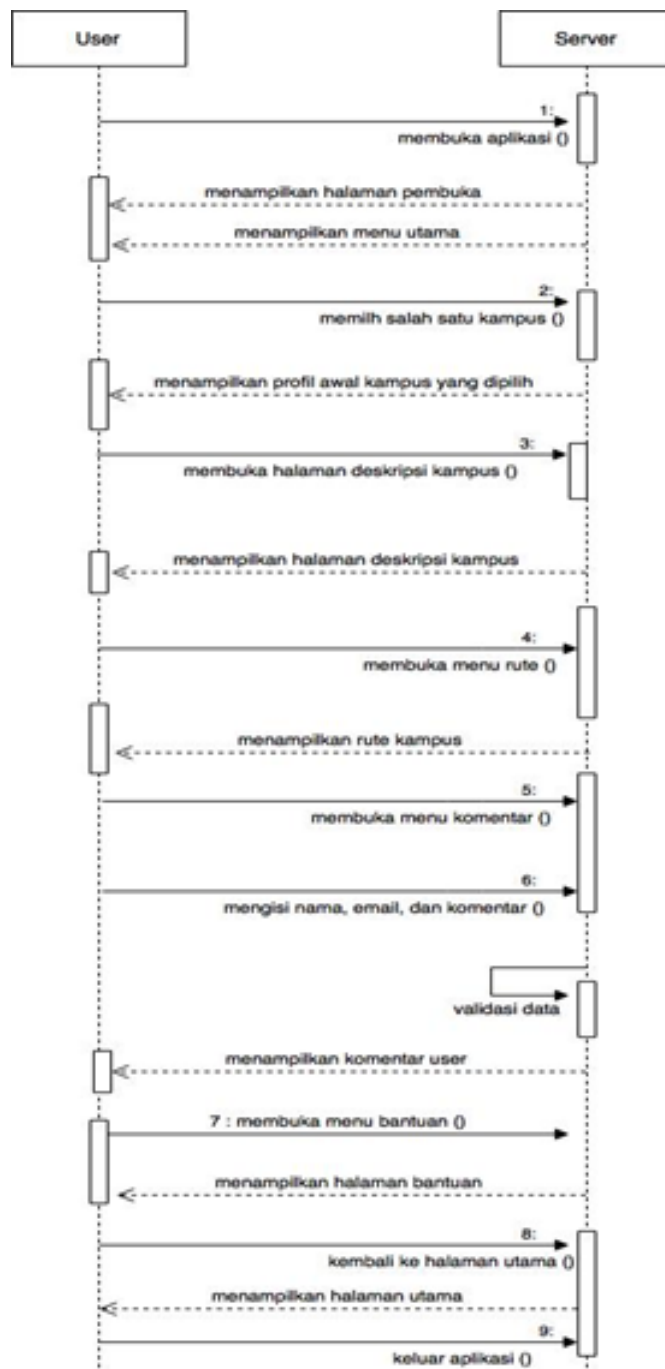 User
Server
1:
membuka aplikasi ()
menampilkan halaman pembuka
menampilkan menu utama
2:
memilh salah satu kampus ()
menampilkan profil awal kampus yang dipilih
3:
membuka halaman deskripsi kampus ()
menampilkan halaman deskripsi kampus
4:
membuka menu rute ()
menampilkan rute kampus
5:
membuka menu komentar ()
6:
mengisi nama, email, dan komentar ()
validasi data
menampilkan komentar user
7 : membuka menu bantuan ()
menampilkan halaman bantuan
8:
kembali ke halaman utama ()
menampilkan halaman utama
9:
keluar aplikasi ()